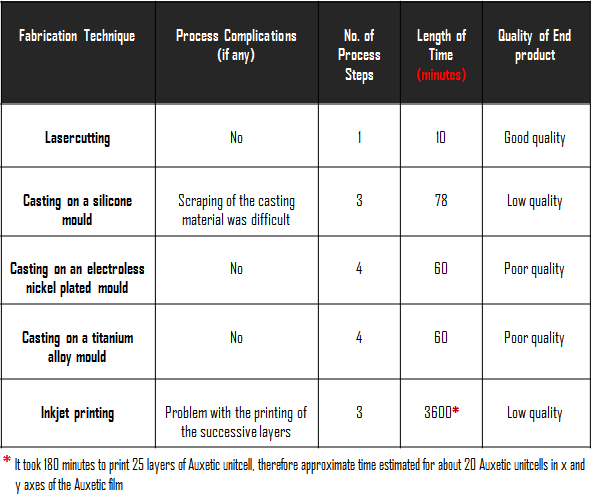 Fabrication Technique
Process Complications
(if any)
No. of
Process
Steps
Length of
Time
(minutes)
Quality of End
product
Lasercutting
No
1
10
Good quality
Casting on a silicone
mould
Scraping of the casting
material was difficult
3
78
Low quality
Casting on an electroless
nickel plated mould
No
4
60
Poor quality
Casting on a titanium
alloy mould
No
4
60
Poor quality
Inkjet printing
Problem with the printing of
the successive layers
3
3600*
Low quality
* It took 180 minutes to print 25 layers of Auxetic unitcell, therefore approximate time estimated for about 20 Auxetic unitcells in x and
y axes of the Auxetic film